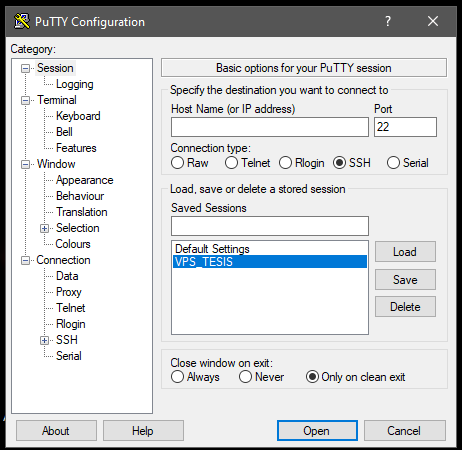 PuTTY Configuration
Category:
Session
Logging
Terminal
Keyboard
Bell
Features
Window
Appearance
Behaviour
Translation
Selection
Colours
Connection
Data
Proxy
Telnet
Rlogin
SSH
Serial
Basic options for your PuTTY session
Specify the destination you want to connect to
Host Name (or IP address) Port
22
Connection type:
Raw Telnet Rlogin SSH Serial
Load, save or delete a stored session
Saved Sessions
Default Settings
VPS_TESIS
Load
Save
Delete
Close window on exit:
Always Never Only on clean exit
About Help Open Cancel